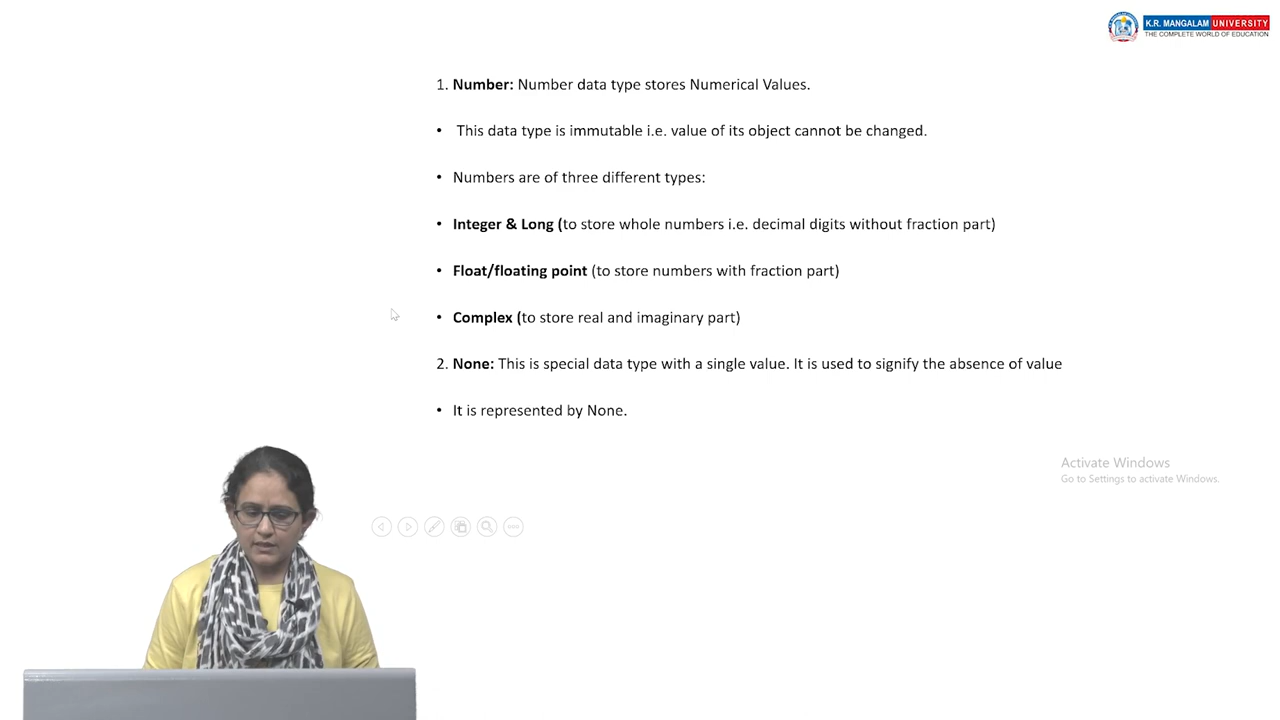 K.R. MANGALAM UNIVERSITY
THE COMPLETE WORLD OF EDUCATION
1. Number: Number data type stores Numerical Values.
• This data type is immutable i.e. value of its object cannot be changed.
• Numbers are of three different types:
• Integer & Long (to store whole numbers i.e. decimal digits without fraction part)
• Float/floating point (to store numbers with fraction part)
• Complex (to store real and imaginary part)
2. None: This is special data type with a single value. It is used to signify the absence of value
• It is represented by None.
Activate Windows
Go to Settings to activate Windows.